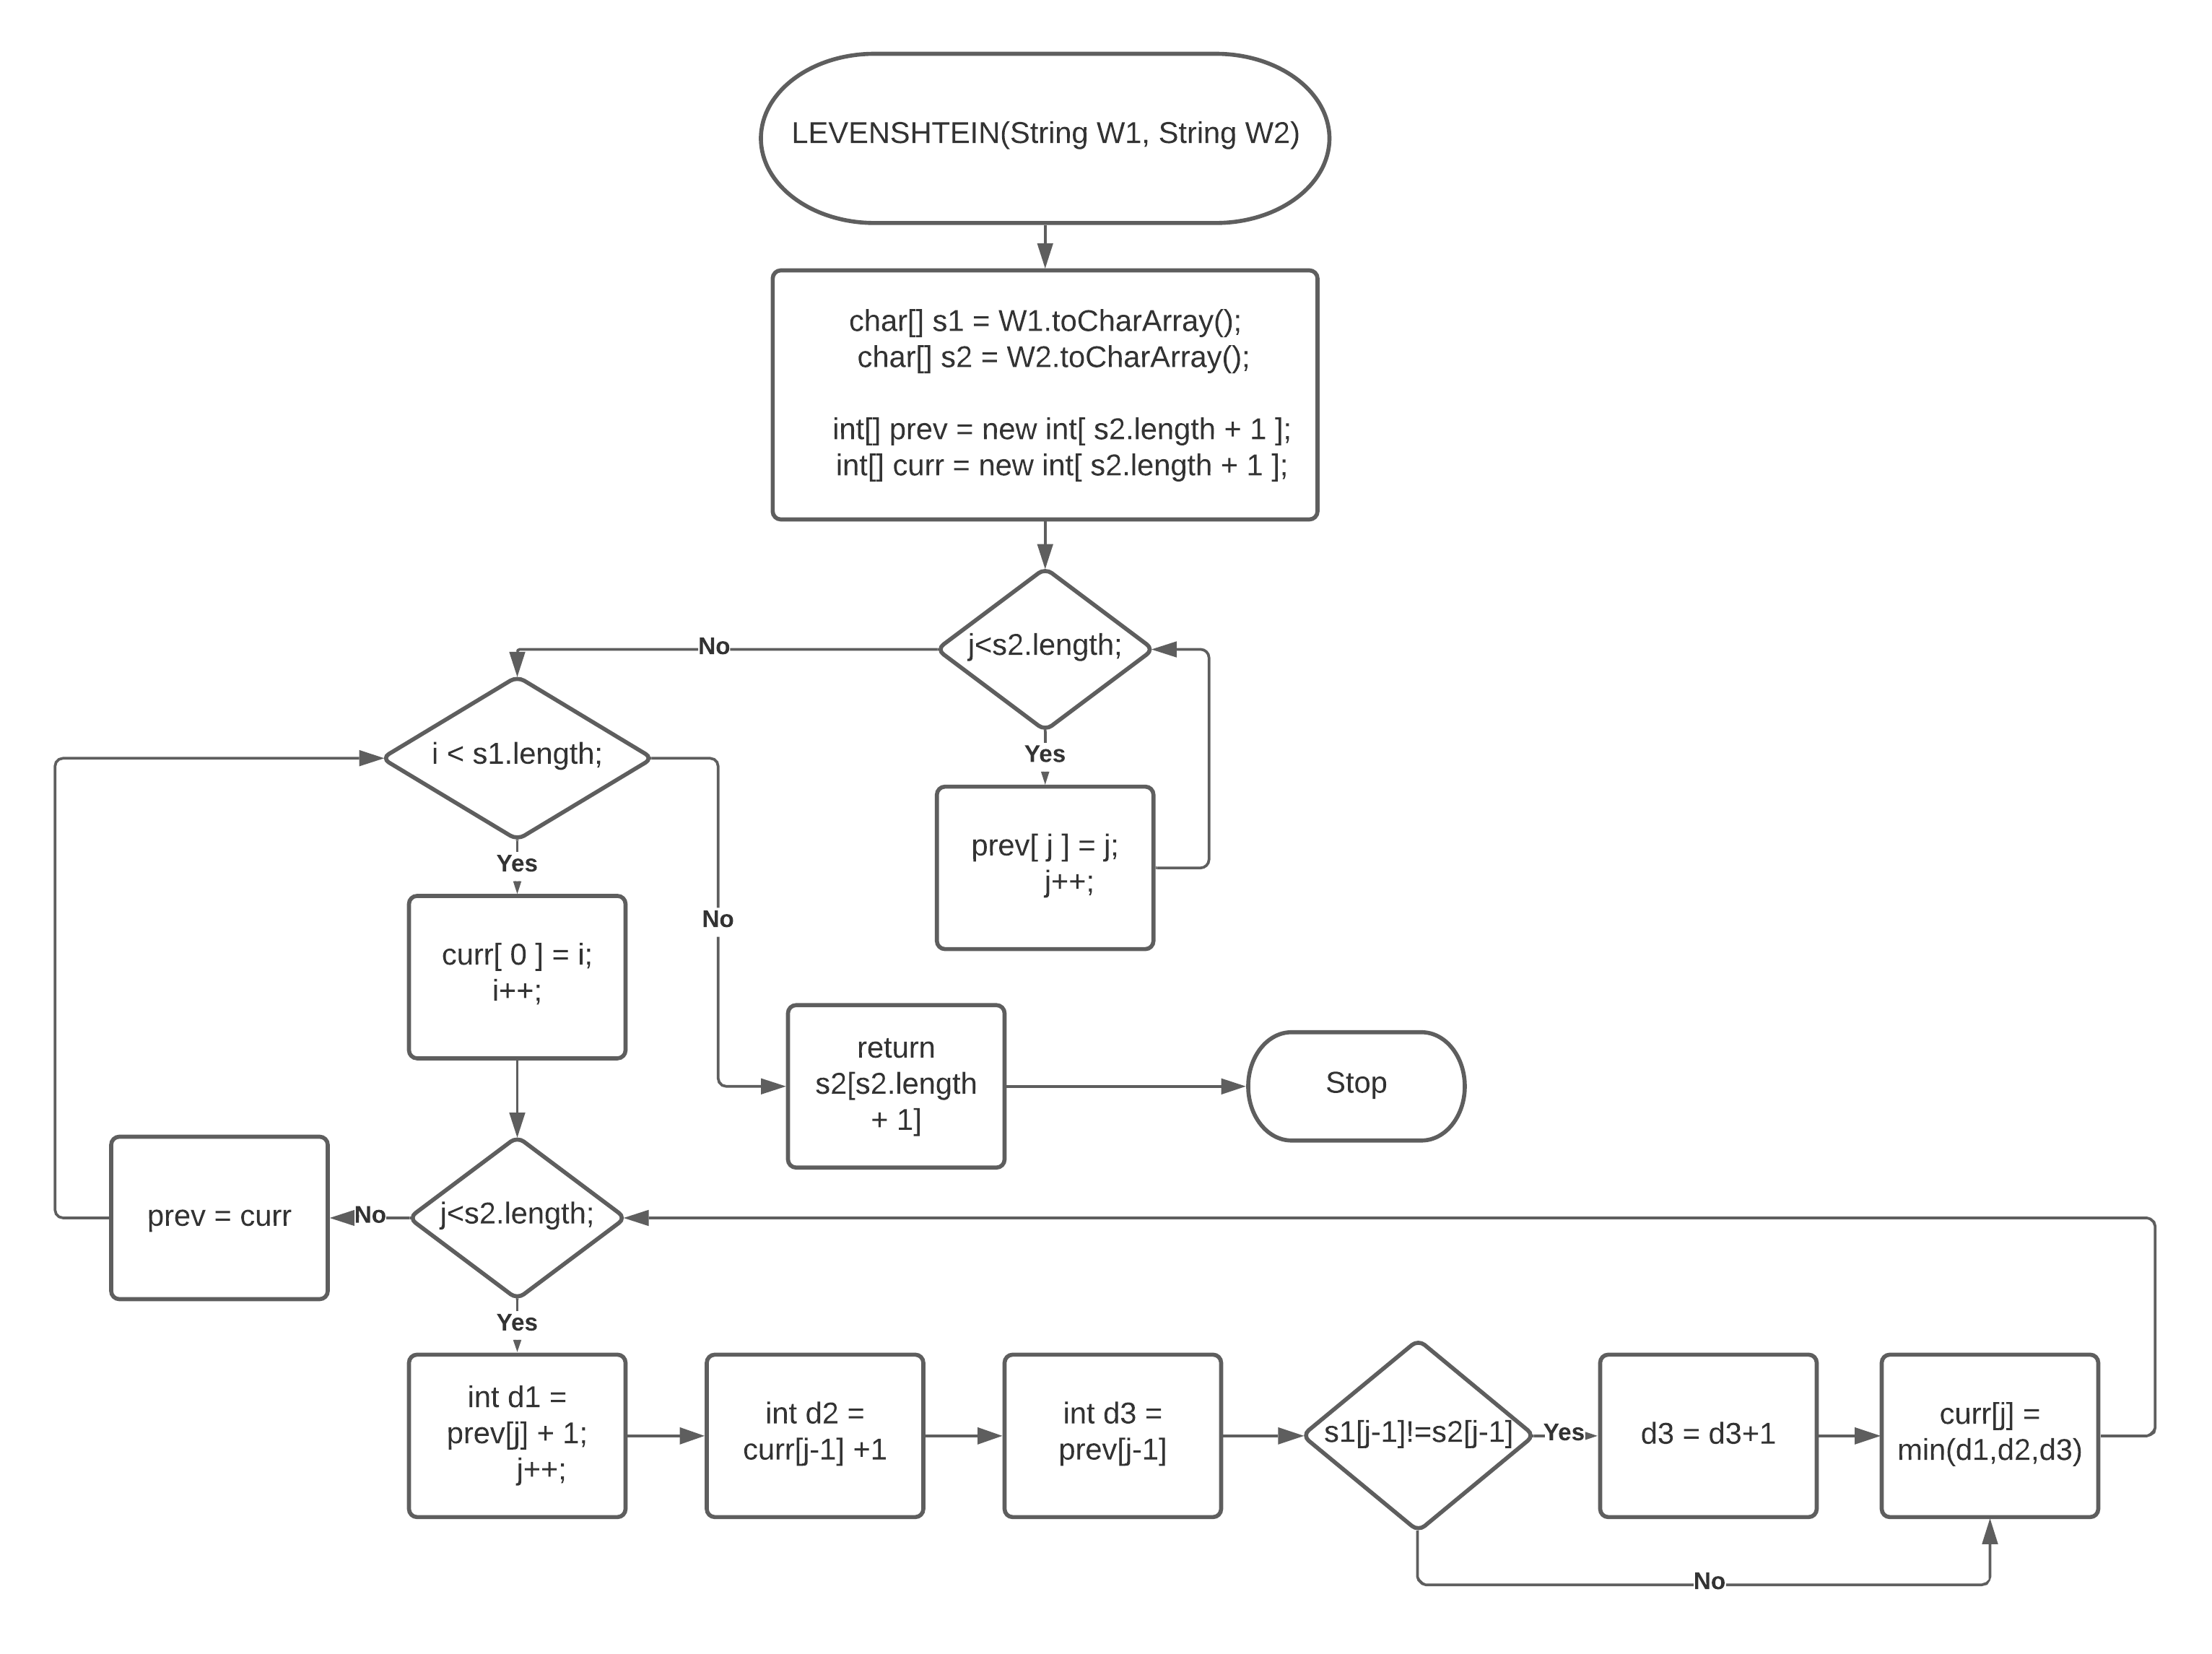 LEVENSHTEIN(String W1, String W2)
char[] s1 = W1.toCharArray();
char[] s2 = W2.toCharArray();
int[] prev = new int[ s2.length + 1 ];
int[] curr = new int[ s2.length + 1 ];
j<s2.length;
No
Yes
i < s1.length;
prev[ j ] = j;
j++;
Yes
No
curr[ 0 ] = i;
i++;
return
s2[s2.length
+ 1]
Stop
prev = curr
No
j<s2.length;
Yes
int d1 =
prev[j] + 1;
j++;
int d2 =
curr[j-1] +1
int d3 =
prev[j-1]
s1[j-1]!=s2[j-1]
Yes
d3 = d3+1
curr[j] =
min(d1,d2,d3)
No